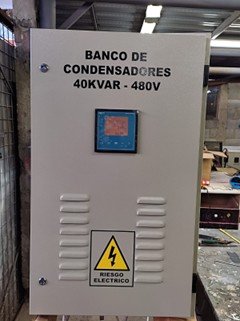 BANCO DE
CONDENSADORES
40KVAR - 480V
RIESGO
ELECTRICO